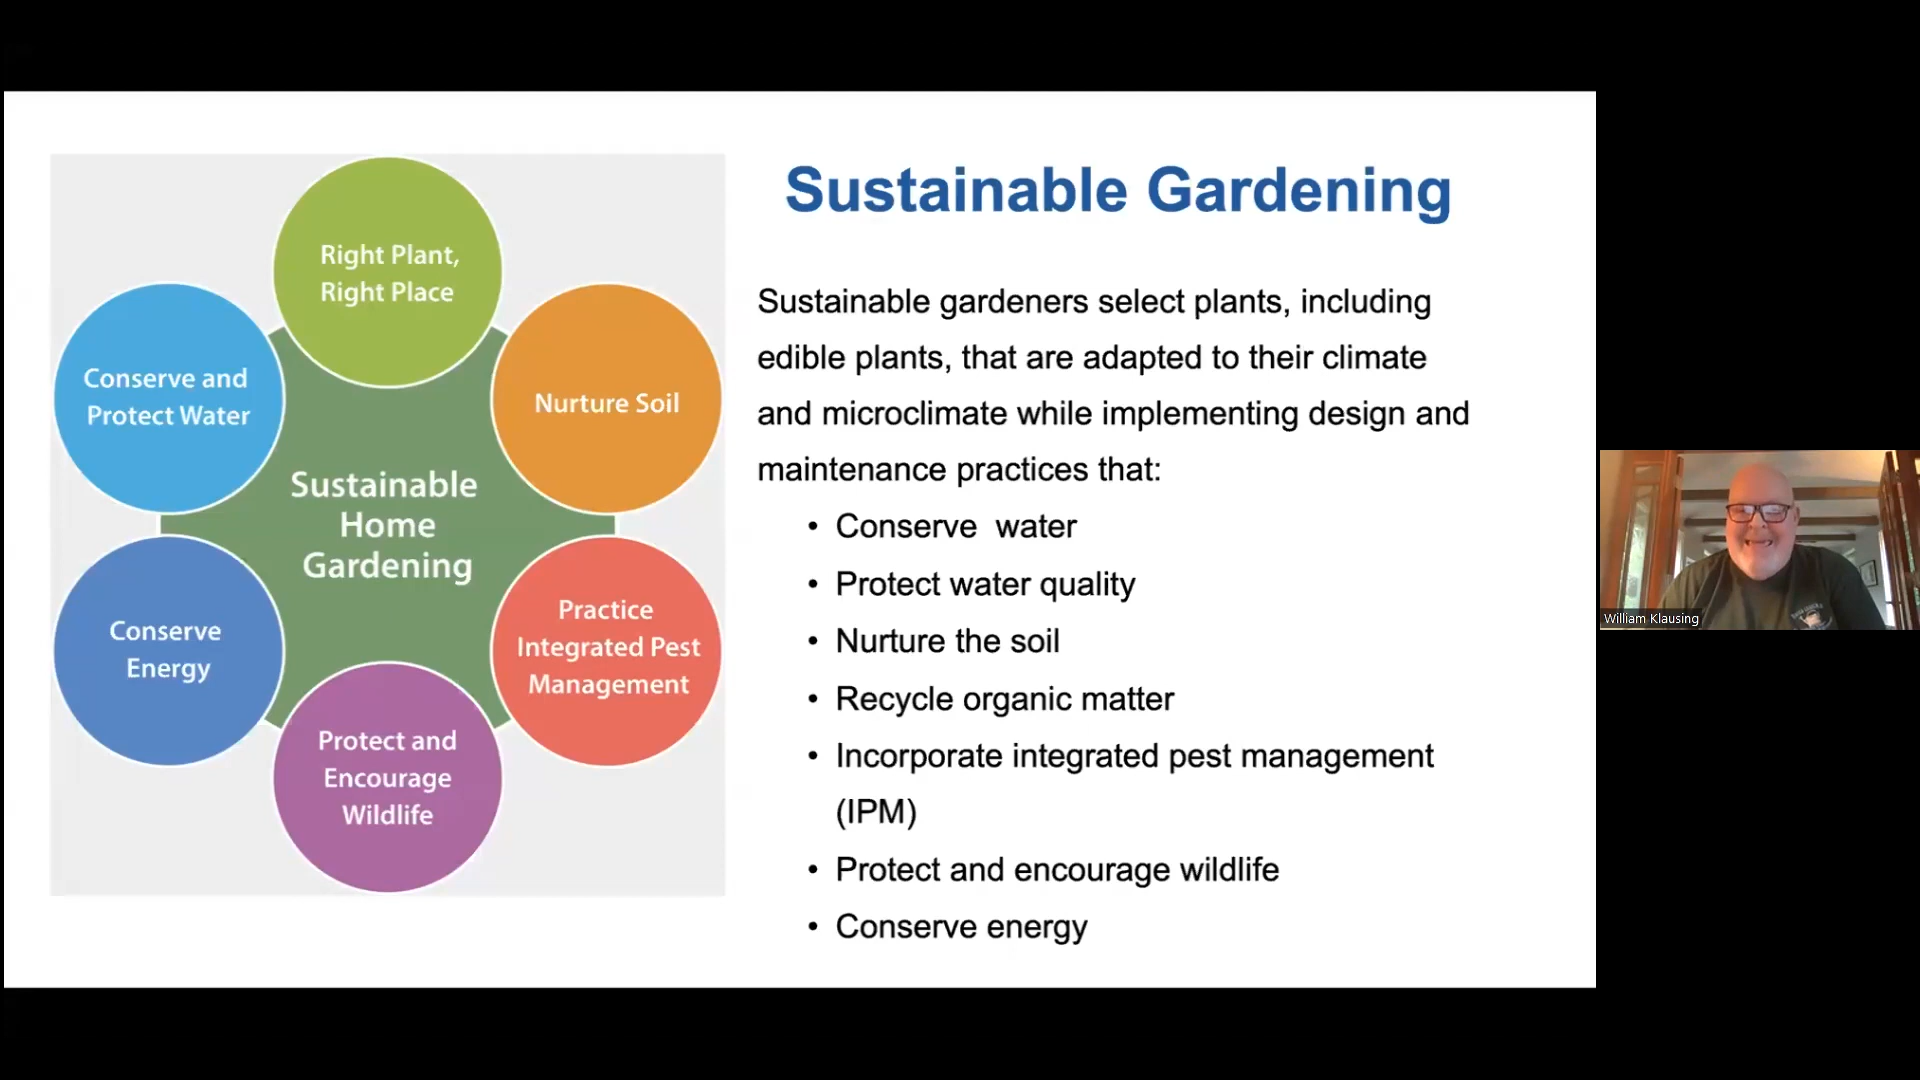 Sustainable Gardening
Right Plant,
Right Place
Conserve and
Protect Water
Nurture Soil
Sustainable
Home
Gardening
Conserve
Energy
Practice
Integrated Pest
Management
Protect and
Encourage
Wildlife
Sustainable gardeners select plants, including
edible plants, that are adapted to their climate
and microclimate while implementing design and
maintenance practices that:
• Conserve  water
• Protect water quality
• Nurture the soil
• Recycle organic matter
• Incorporate integrated pest management
(IPM)
• Protect and encourage wildlife
• Conserve energy
William Klausing